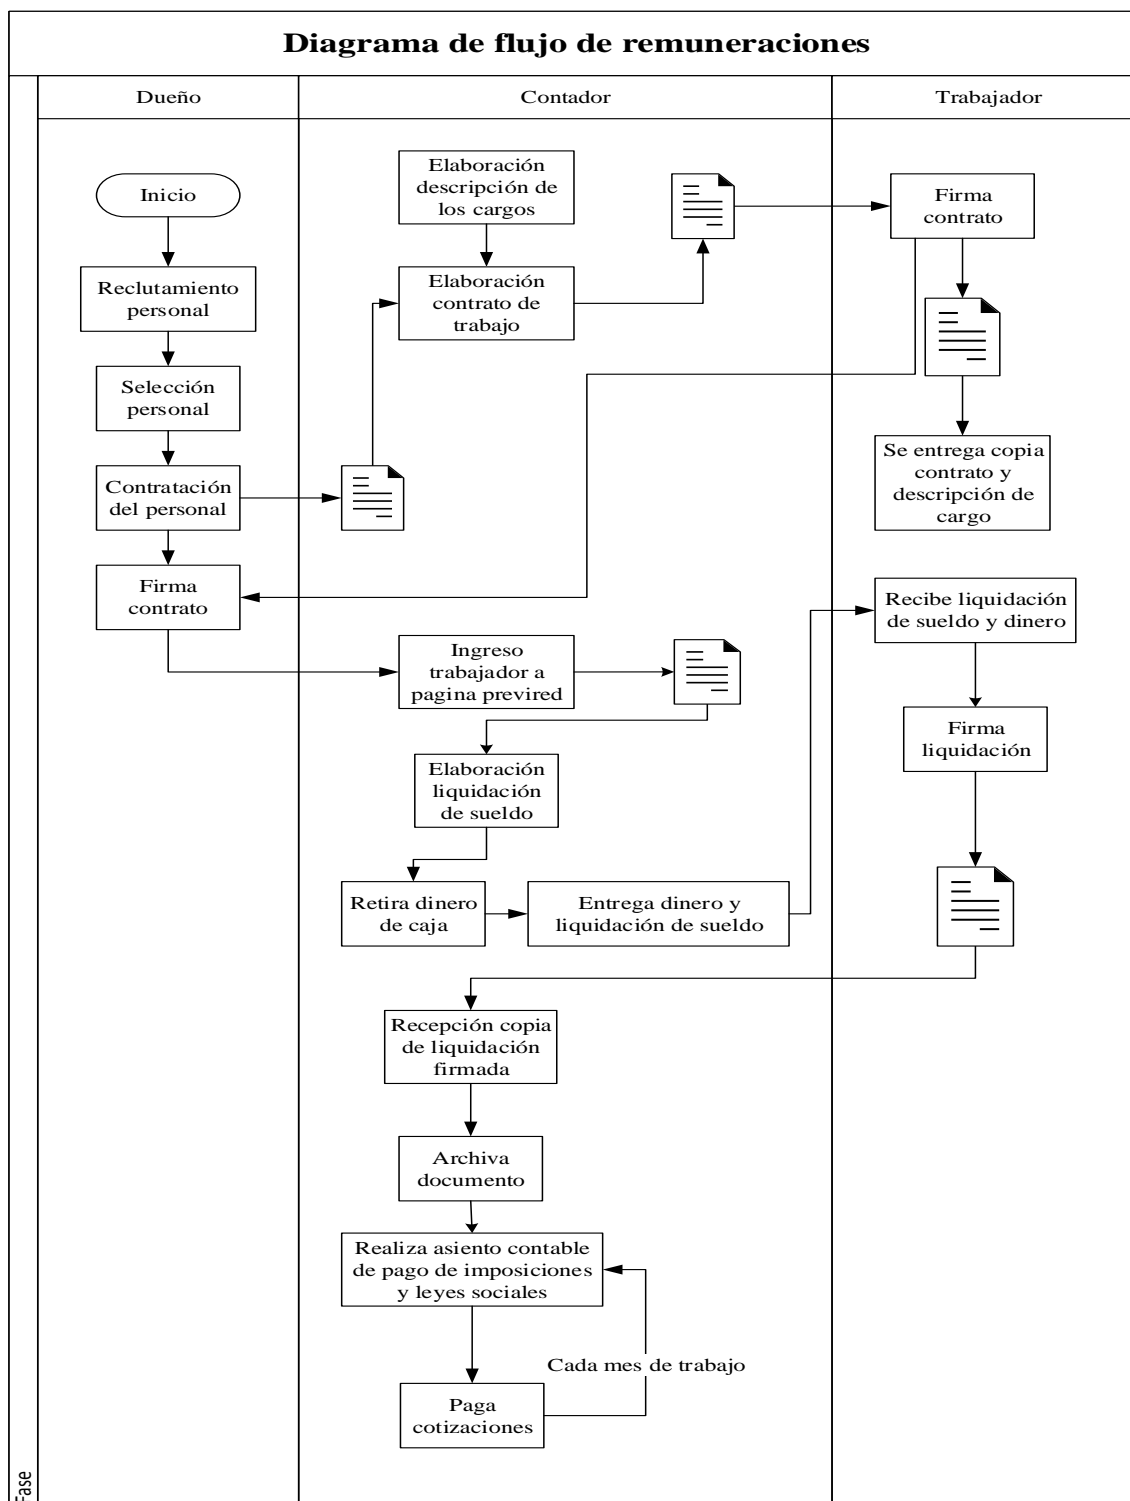 Diagrama de flujo de remuneraciones
Dueño
Contador
Trabajador
Inicio
Reclutamiento
personal
Selección
personal
Contratación
del personal
Firma
contrato
Elaboración
descripción de
los cargos
Elaboración
contrato de
trabajo
Firma
contrato
Se entrega copia
contrato y
descripción de
cargo
Ingreso
trabajador a
pagina previred
Elaboración
liquidación
de sueldo
Retira dinero
de caja
Entrega dinero y
liquidación de sueldo
Recibe liquidación
de sueldo y dinero
Firma
liquidación
Recepción copia
de liquidación
firmada
Archiva
documento
Realiza asiento contable
de pago de imposiciones
y leyes sociales
Cada mes de trabajo
Paga
cotizaciones
Fase